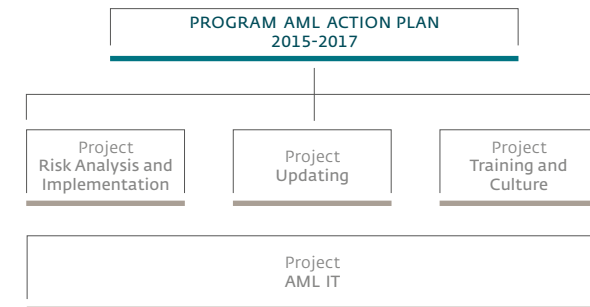 PROGRAM AML ACTION PLAN
2015-2017
Project
Risk Analysis and
Implementation
Project
Updating
Project
Training and
Culture
Project
AML IT